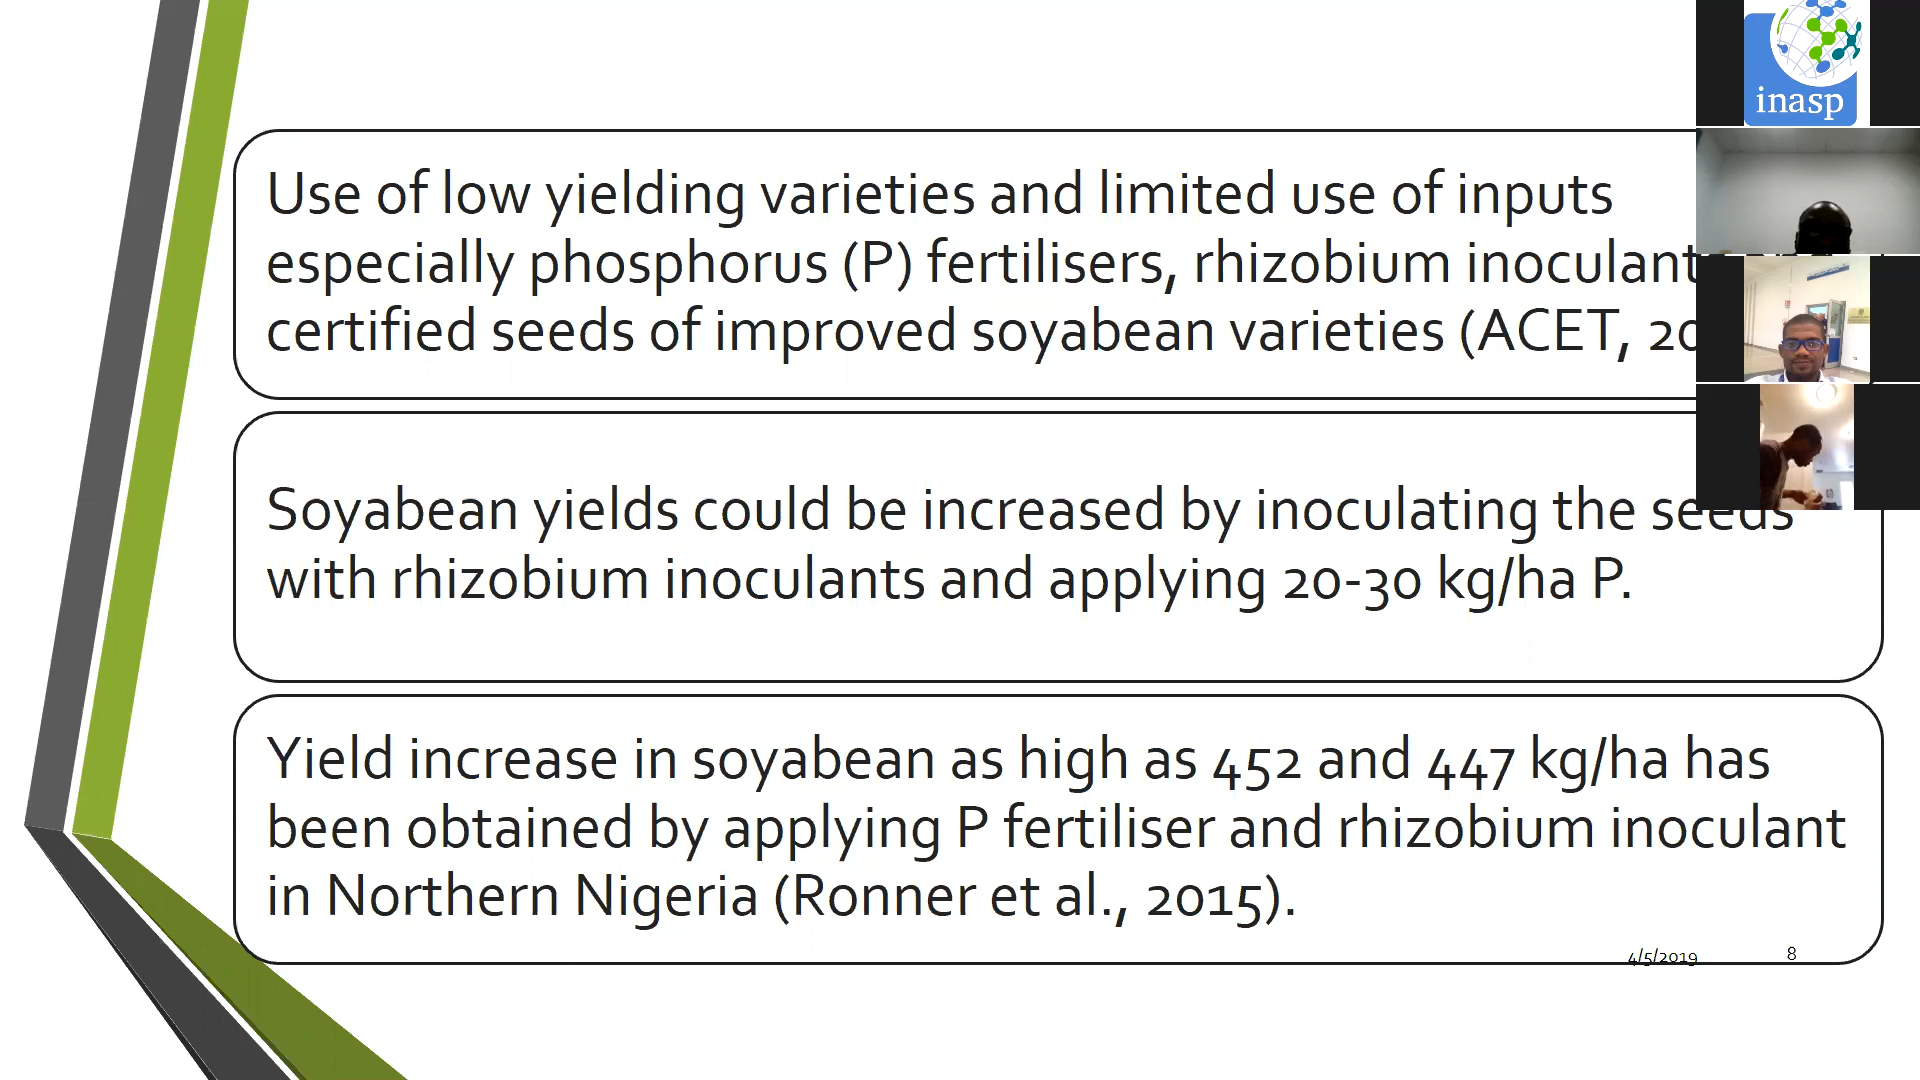 inasp
Use of low yielding varieties and limited use of inputs
especially phosphorus (P) fertilisers, rhizobium inoculant
certified seeds of improved soyabean varieties (ACET, 20
Soyabean yields could be increased by inoculating the seeds
with rhizobium inoculants and applying 20-30 kg/ha P.
Yield increase in soyabean as high as 452 and 447 kg/ha has
been obtained by applying P fertiliser and rhizobium inoculant
in Northern Nigeria (Ronner et al., 2015).
4/5/2019 8